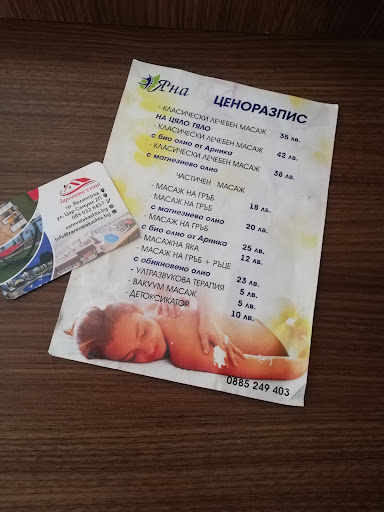 Яна
ЦЕНОРАЗПИС
- КЛАСИЧЕСКИ ЛЕЧЕБЕН МАСАЖ
НА ЦЯЛО ТЯЛО 35 лв.
- КЛАСИЧЕСКИ ЛЕЧЕБЕН МАСАЖ
с био олио от Арника 42 лв.
- КЛАСИЧЕСКИ ЛЕЧЕБЕН МАСАЖ
с магнезиево олио 38 лв.
ЧАСТИЧЕН МАСАЖ
- МАСАЖ НА ГРЪБ 18 лв.
- МАСАЖ НА ГРЪБ
с магнезиево олио 20 лв.
- МАСАЖ НА ГРЪБ
с био олио от Арника 25 лв.
- МАСАЖНА ЯКА 12 лв.
- МАСАЖ НА ГРЪБ + РЪЦЕ
с обикновено олио 23 лв.
- УЛТРАЗВУКОВА ТЕРАПИЯ 5 лв.
- ВАКУУМ МАСАЖ 5 лв.
- ДЕТОКСИКАТОР 10 лв.
0885 249 403
гр. Велинград